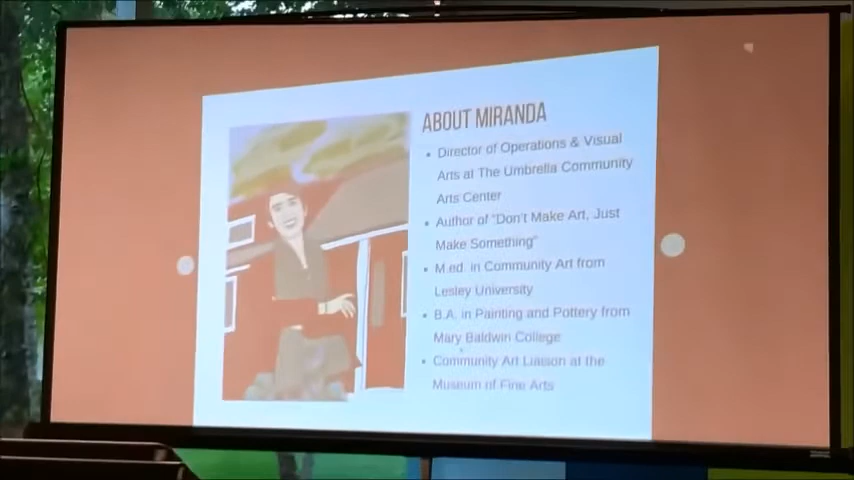 ABOUT MIRANDA
• Director of Operations & Visual
Arts at The Umbrella Community
Arts Center
• Author of "Don't Make Art, Just
Make Something"
• M.ed. in Community Art from
Lesley University
• B.A. in Painting and Pottery from
Mary Baldwin College
• Community Art Liaison at the
Museum of Fine Arts